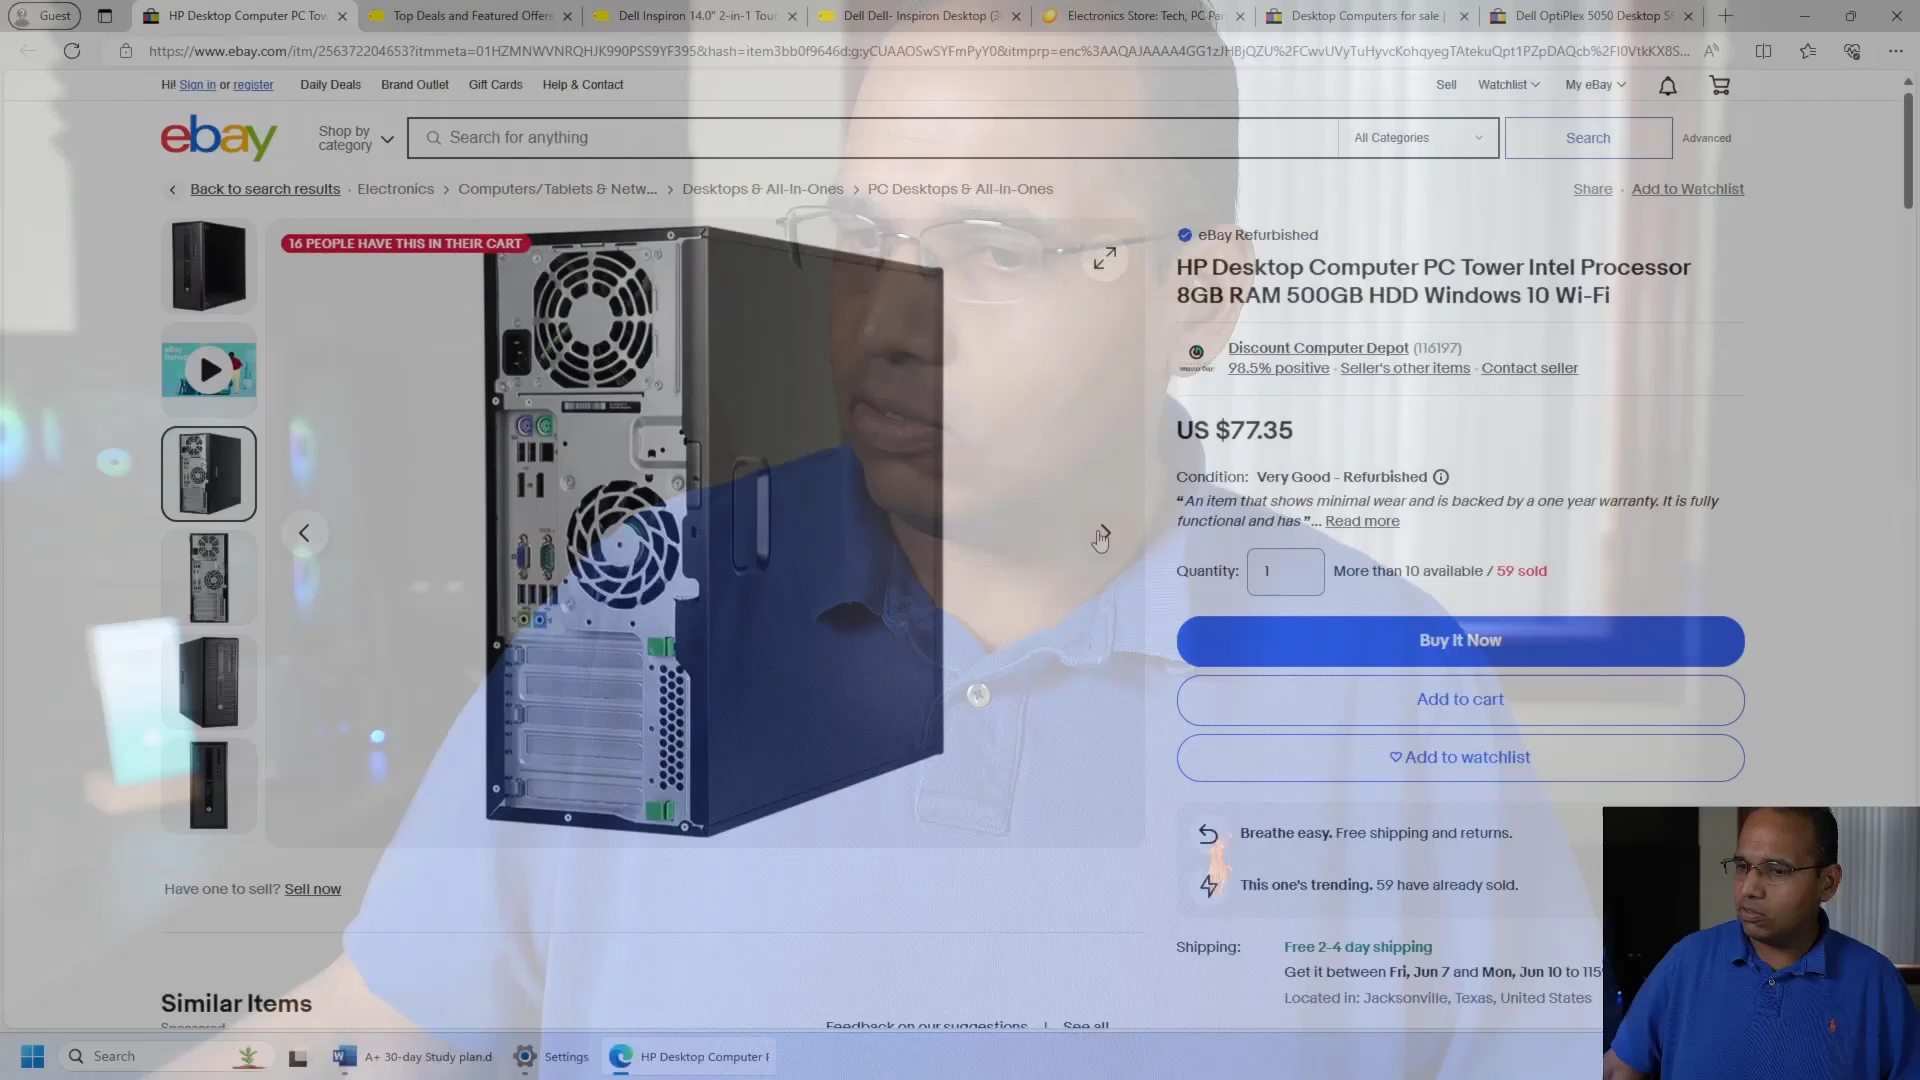 Guest
HP Desktop Computer PC Tow
Top Deals and Featured Offers
Dell Inspiron 14.0" 2-in-1 Touc
Dell Dell- Inspiron Desktop (3
Electronics Store: Tech, PC Par
Desktop Computers for sale |
Dell OptiPlex 5050 Desktop SF
Hi! Sign in or register
Daily Deals
Brand Outlet
Gift Cards
Help & Contact
Sell
Watchlist
My eBay
ebay
Shop by category
Search for anything
All Categories
Search
Advanced
Back to search results
Electronics
Computers/Tablets & Netw...
Desktops & All-In-Ones
PC Desktops & All-In-Ones
Share
Add to Watchlist
16 PEOPLE HAVE THIS IN THEIR CART
eBay Refurbished
HP Desktop Computer PC Tower Intel Processor
8GB RAM 500GB HDD Windows 10 Wi-Fi
Discount Computer Depot (116197)
98.5% positive · Seller's other items · Contact seller
US $77.35
Condition: Very Good - Refurbished
"An item that shows minimal wear and is backed by a one year warranty. It is fully
functional and has "... Read more
Quantity: 1 More than 10 available / 59 sold
Buy It Now
Add to cart
Add to watchlist
Breathe easy. Free shipping and returns.
This one's trending. 59 have already sold.
Have one to sell? Sell now
Shipping: Free 2-4 day shipping
Get it between Fri, Jun 7 and Mon, Jun 10 to 115
Located in: Jacksonville, Texas, United States
Similar Items
Sponsored
Feedback on our suggestions | See all
Search
A+ 30-day Study plan.d
Settings
HP Desktop Computer P